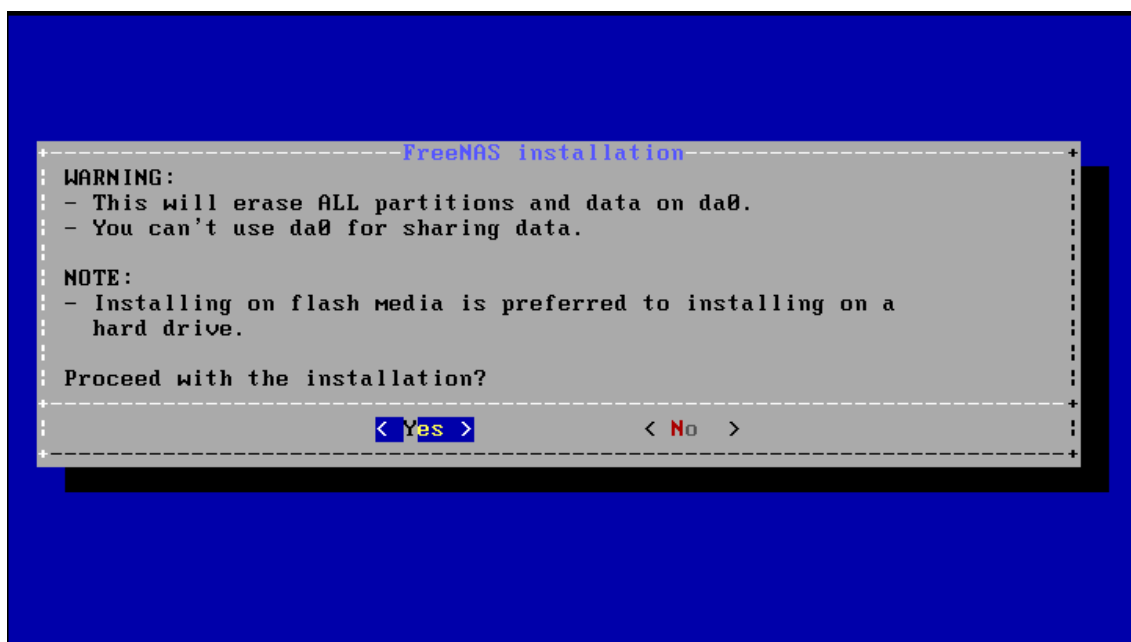 FreeNAS installation
WARNING:
- This will erase ALL partitions and data on da0.
- You can't use da0 for sharing data.
NOTE:
- Installing on flash media is preferred to installing on a
hard drive.
Proceed with the installation?
< Yes > < No >